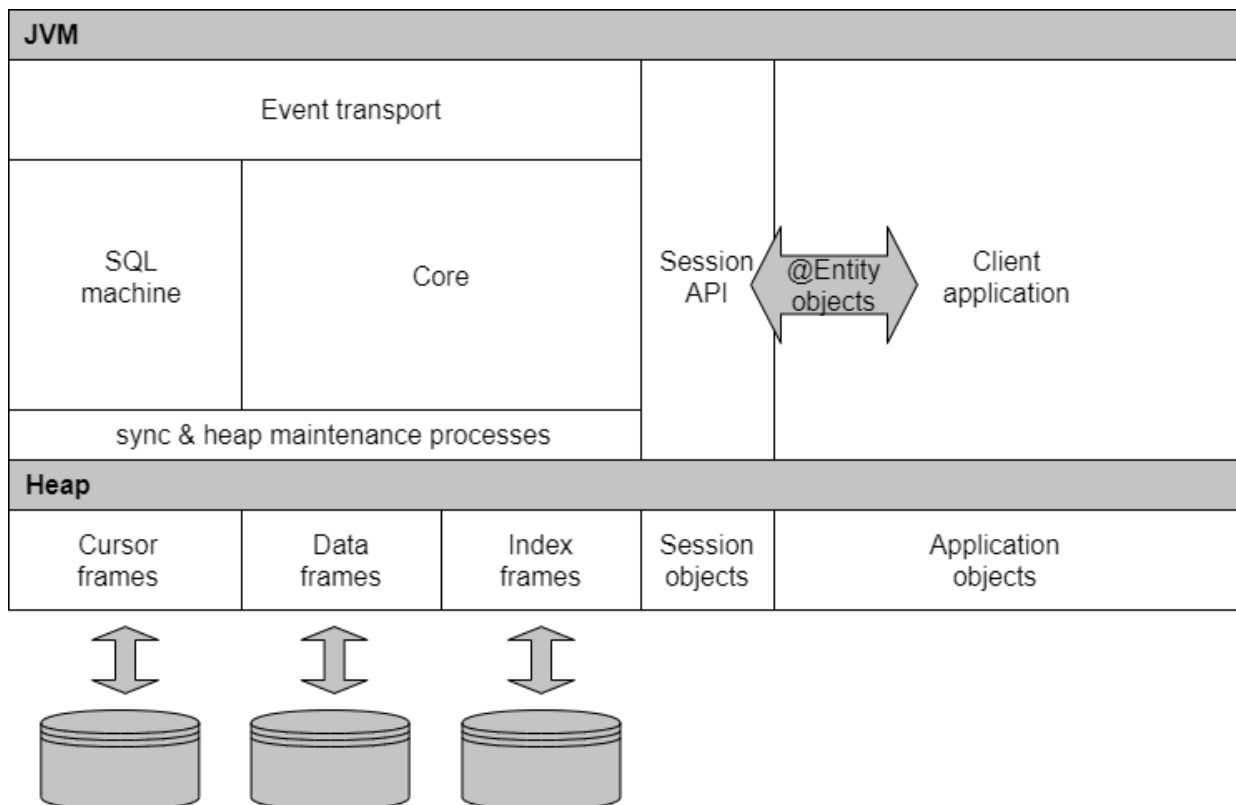 JVM
Event transport
SQL
machine
Core
Session
API
@Entity
objects
Client
application
sync & heap maintenance processes
Heap
Cursor
frames
Data
frames
Index
frames
Session
objects
Application
objects